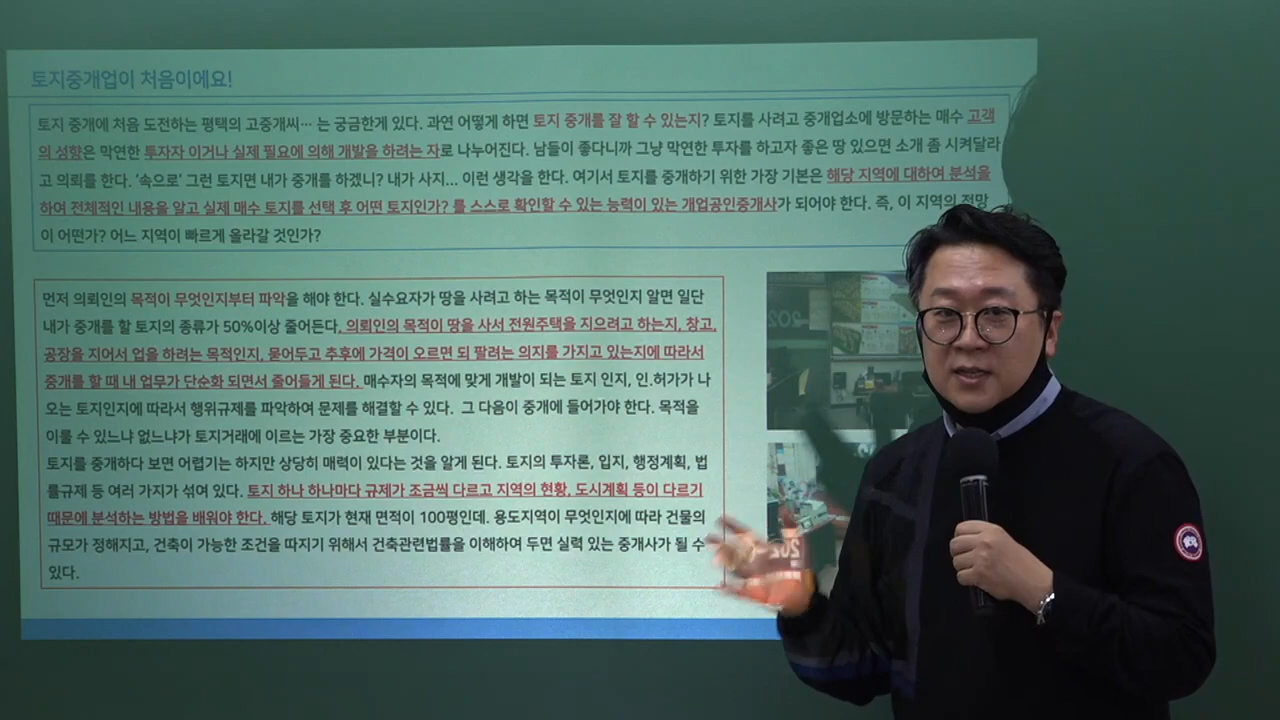 토지중개업이 처음이에요!
토지 중개에 처음 도전하는 평택의 고중개씨… 는 궁금한게 있다. 과연 어떻게 하면 토지 중개를 잘 할 수 있는지? 토지를 사려고 중개업소에 방문하는 매수 고객
의 성향은 막연한 투자자 이거나 실제 필요에 의해 개발을 하려는 자로 나누어진다. 남들이 좋다니까 그냥 막연한 투자를 하고자 좋은 땅 있으면 소개 좀 시켜달라
고 의뢰를 한다. ‘속으로’ 그런 토지면 내가 중개를 하겠니? 내가 사지... 이런 생각을 한다. 여기서 토지를 중개하기 위한 가장 기본은 해당 지역에 대하여 분석을
하여 전체적인 내용을 알고 실제 매수 토지를 선택 후 어떤 토지인가? 를 스스로 확인할 수 있는 능력이 있는 개업공인중개사가 되어야 한다. 즉, 이 지역의 전망
이 어떤가? 어느 지역이 빠르게 올라갈 것인가?
먼저 의뢰인의 목적이 무엇인지부터 파악을 해야 한다. 실수요자가 땅을 사려고 하는 목적이 무엇인지 알면 일단
내가 중개를 할 토지의 종류가 50%이상 줄어든다. 의뢰인의 목적이 땅을 사서 전원주택을 지으려고 하는지, 창고,
공장을 지어서 업을 하려는 목적인지, 묻어두고 추후에 가격이 오르면 되 팔려는 의지를 가지고 있는지에 따라서
중개를 할 때 내 업무가 단순화 되면서 줄어들게 된다. 매수자의 목적에 맞게 개발이 되는 토지 인지, 인.허가가 나
오는 토지인지에 따라서 행위규제를 파악하여 문제를 해결할 수 있다. 그 다음이 중개에 들어가야 한다. 목적을
이룰 수 있느냐 없느냐가 토지거래에 이르는 가장 중요한 부분이다.
토지를 중개하다 보면 어렵기는 하지만 상당히 매력이 있다는 것을 알게 된다. 토지의 투자론, 입지, 행정계획, 법
률규제 등 여러 가지가 섞여 있다. 토지 하나 하나마다 규제가 조금씩 다르고 지역의 현황, 도시계획 등이 다르기
때문에 분석하는 방법을 배워야 한다. 해당 토지가 현재 면적이 100평인데. 용도지역이 무엇인지에 따라 건물의
규모가 정해지고, 건축이 가능한 조건을 따지기 위해서 건축관련법률을 이해하여 두면 실력 있는 중개사가 될 수
있다.